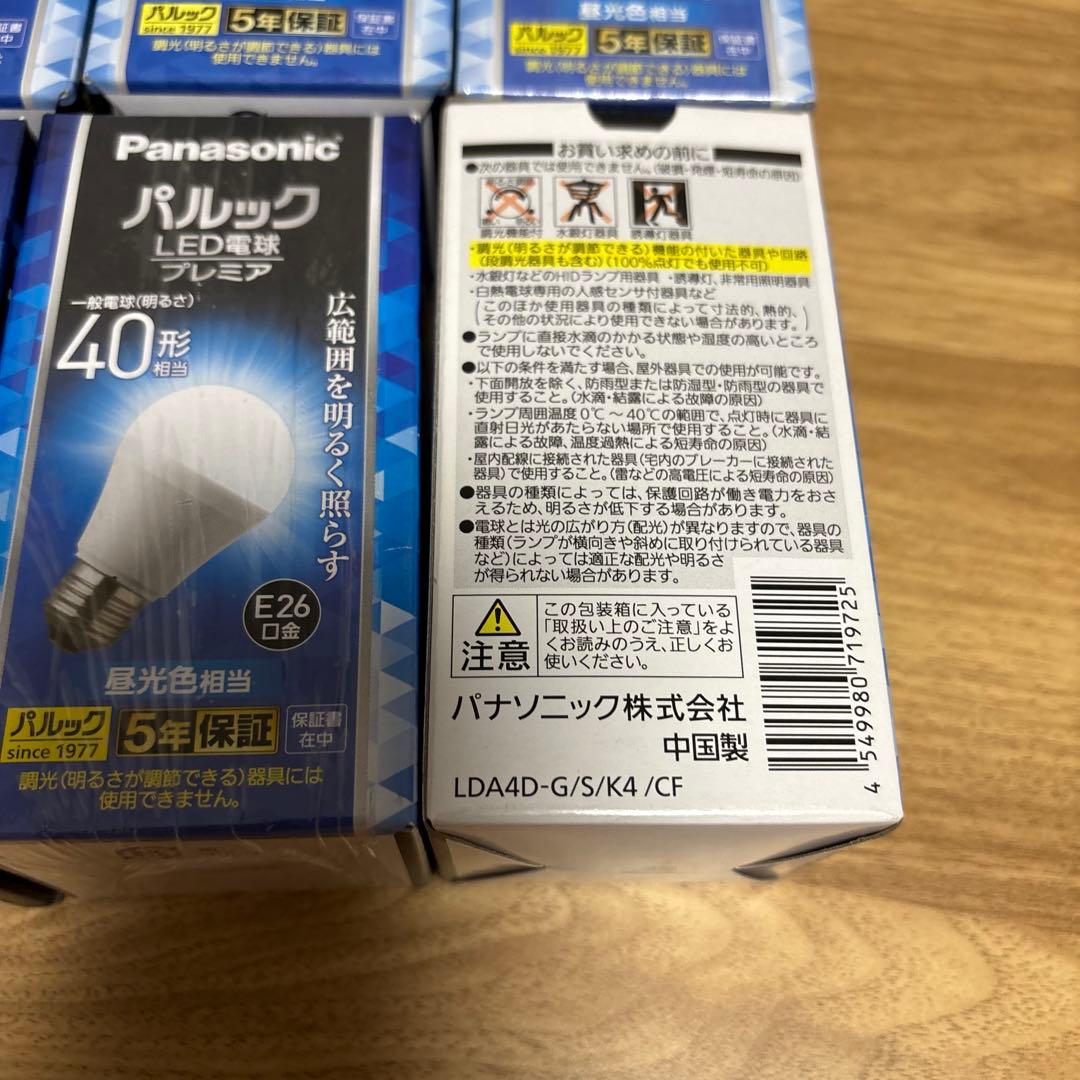 保証書
中
パルック
since 1977
5年保証
保証書
在中
調光(明るさが調節できる)器具には
使用できません。
昼光色相当
パルック
since 1977
5年保証
保証書
在中
調光(明るさが調節できる)器具には
使用できません。
Panasonic
パルック
LED電球
プレミア
一般電球(明るさ)
40形
相当
広範囲を明るく照らす
E26
口金
昼光色相当
パルック
since 1977
5年保証
保証書
在中
調光(明るさが調節できる)器具には
使用できません。
お買い求めの前に
●次の器具では使用できません。(破損・発煙・短寿命の原因)
調光機能付
水銀灯器具
誘導灯器具
・調光(明るさが調節できる)機能の付いた器具や回路
(段調光器具も含む)(100%点灯でも使用不可)
・水銀灯などのHIDランプ用器具 ・誘導灯、非常用照明器具
・白熱電球専用の人感センサ付器具など
(このほか使用器具の種類によって寸法的、熱的、
その他の状況により使用できない場合があります。)
●ランプに直接水滴のかかる状態や湿度の高いところ
で使用しないでください。
●以下の条件を満たす場合、屋外器具での使用が可能です。
・下面開放を除く、防雨型または防湿型・防雨型の器具で
使用すること。(水滴・結露による故障の原因)
・ランプ周囲温度0℃～40℃の範囲で、点灯時に器具に
直射日光があたらない場所で使用すること。(水滴・結
露による故障、温度過熱による短寿命の原因)
・屋内配線に接続された器具(宅内のブレーカーに接続された
器具)で使用すること。(雷などの高電圧による短寿命の原因)
●器具の種類によっては、保護回路が働き電力をおさ
えるため、明るさが低下する場合があります。
●電球とは光の広がり方(配光)が異なりますので、器具の
種類(ランプが横向きや斜めに取り付けられている器具
など)によっては適正な配光や明るさ
が得られない場合があります。
注意
この包装箱に入っている
「取扱い上のご注意」をよ
くお読みのうえ、正しくお
使いください。
パナソニック株式会社
中国製
LDA4D-G/S/K4 /CF
4 549980 719725